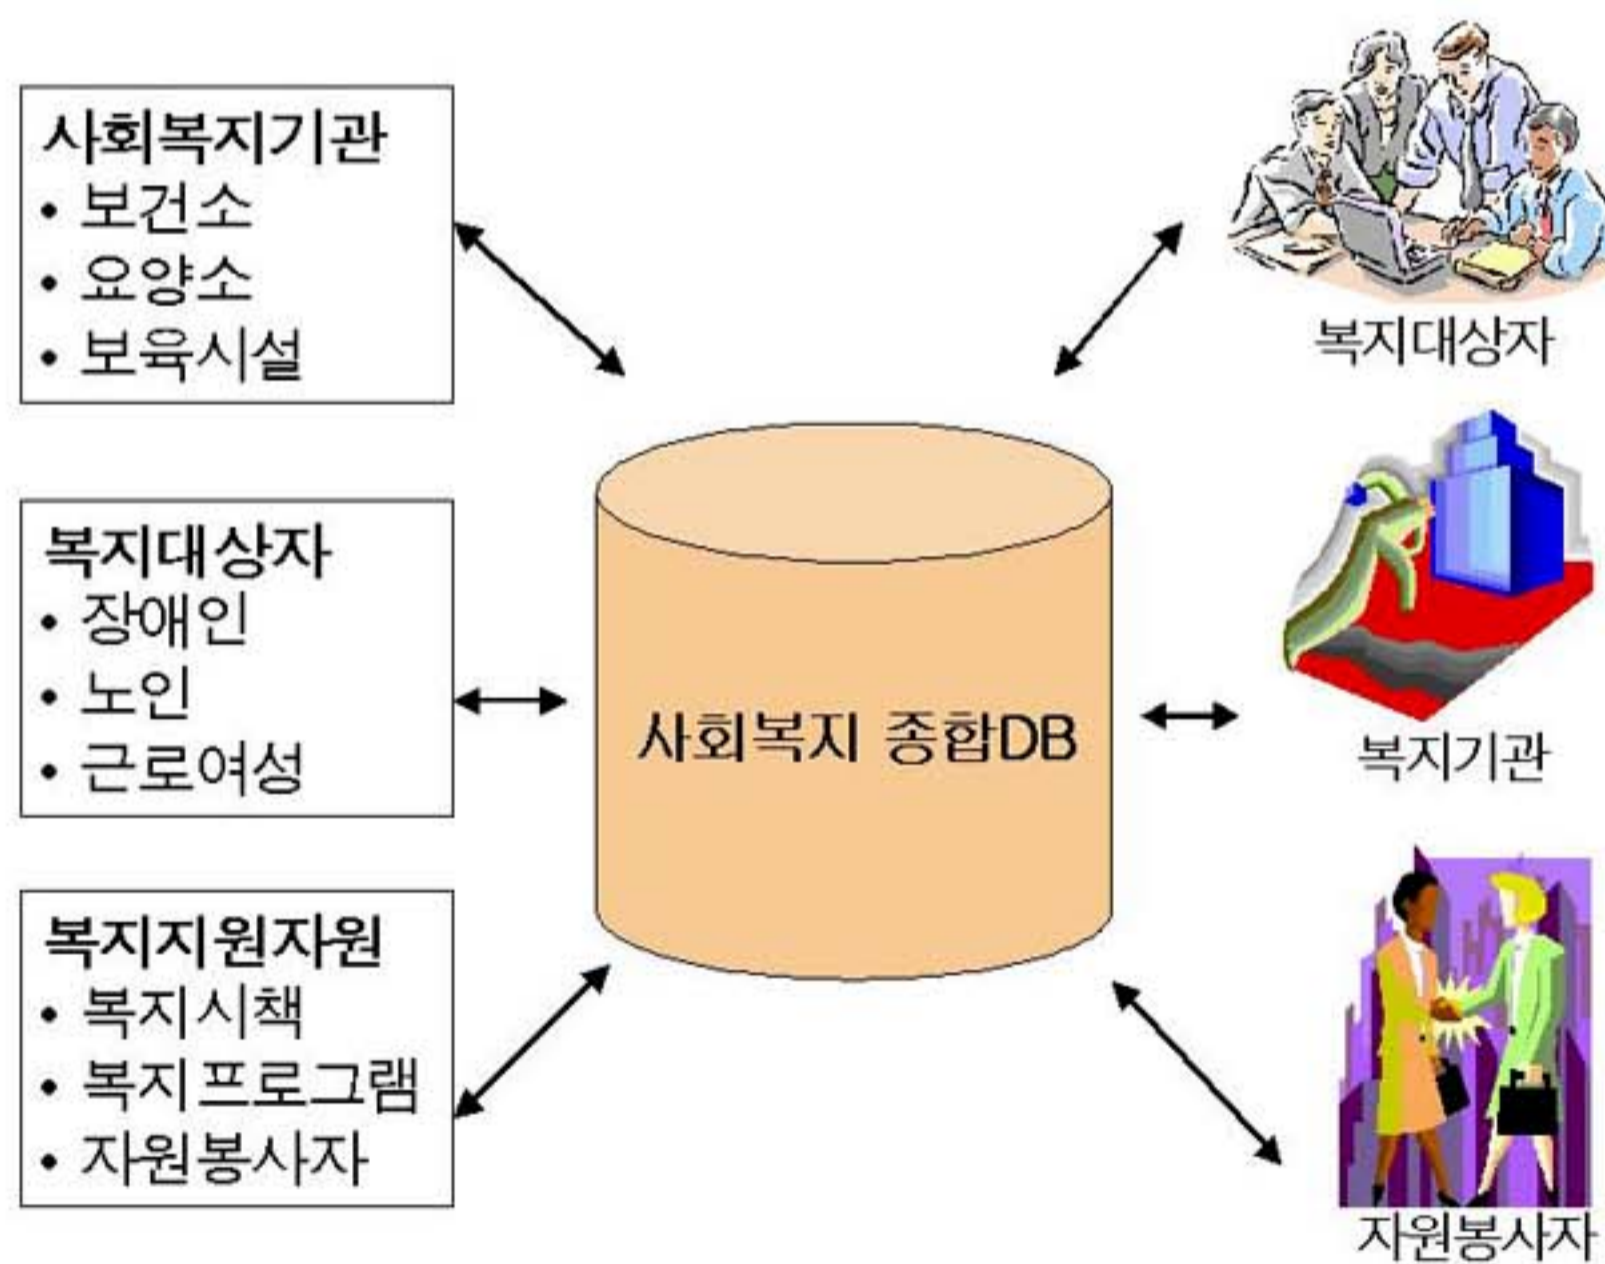 사회복지기관
• 보건소
• 요양소
• 보육시설
복지대상자
• 장애인
• 노인
• 근로여성
복지지원자원
• 복지시책
• 복지프로그램
• 자원봉사자
사회복지 종합DB
복지대상자
복지기관
자원봉사자